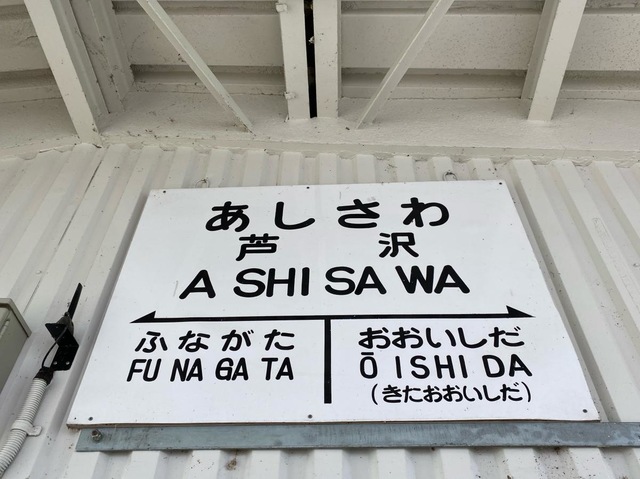 あしさわ
芦 沢
A SHI SA WA
ふながた
FU NA GA TA
おおいしだ
Ō ISHI DA
(きたおおいしだ)